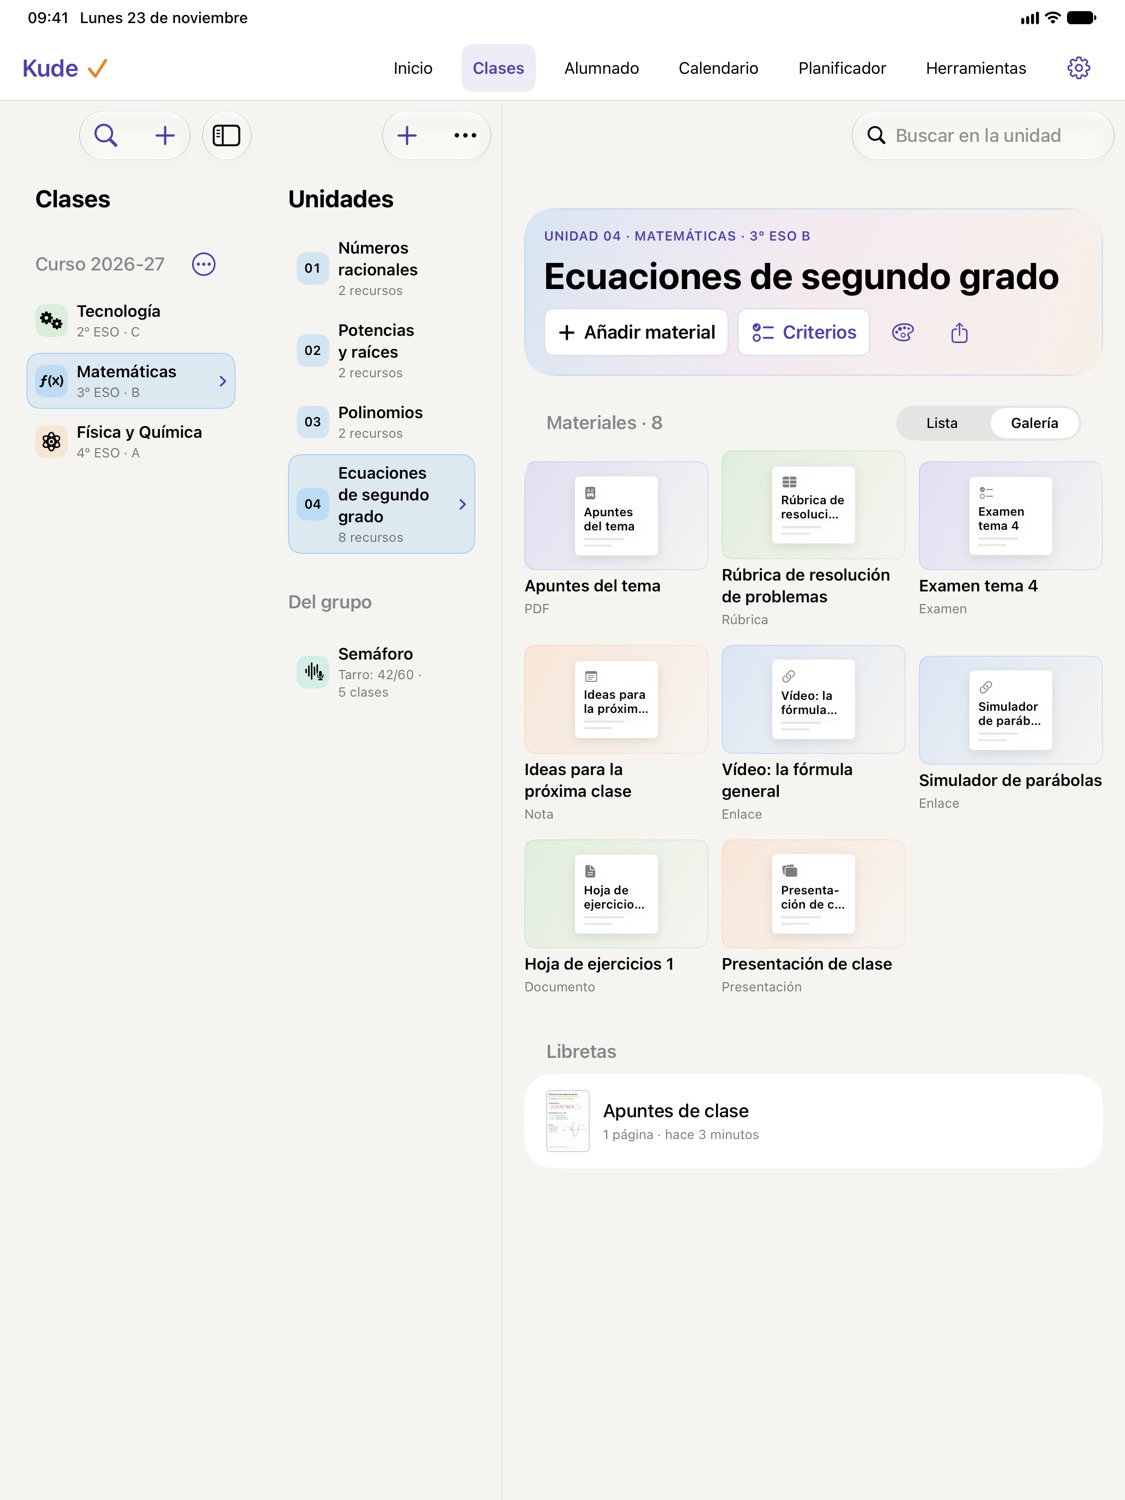 09:41 Lunes 23 de noviembre
Kude
Inicio
Clases
Alumnado
Calendario
Planificador
Herramientas
Buscar en la unidad
Clases
Curso 2026-27
Tecnología
2º ESO · C
f(x)
Matemáticas
3º ESO · B
Física y Química
4º ESO · A
Unidades
01
Números
racionales
2 recursos
02
Potencias
y raíces
2 recursos
03
Polinomios
2 recursos
04
Ecuaciones
de segundo
grado
8 recursos
Del grupo
Semáforo
Tarro: 42/60 ·
5 clases
UNIDAD 04 · MATEMÁTICAS · 3º ESO B
Ecuaciones de segundo grado
Añadir material
Criterios
Materiales · 8
Lista
Galería
Apuntes
del tema
Apuntes del tema
PDF
Rúbrica de
resoluci...
Rúbrica de resolución
de problemas
Rúbrica
Examen
tema 4
Examen tema 4
Examen
Ideas para
la próxim...
Ideas para la
próxima clase
Nota
Vídeo: la
fórmula...
Vídeo: la fórmula
general
Enlace
Simulador
de paráb...
Simulador de parábolas
Enlace
Hoja de
ejercicio...
Hoja de ejercicios 1
Documento
Presenta-
ción de c...
Presentación de clase
Presentación
Libretas
Apuntes de clase
1 página · hace 3 minutos